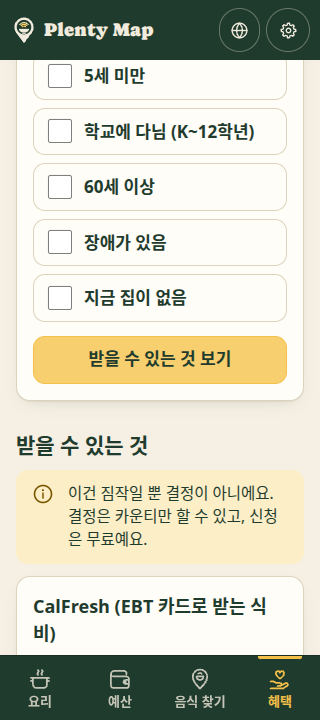 Plenty Map
5세 미만
학교에 다님 (K~12학년)
60세 이상
장애가 있음
지금 집이 없음
받을 수 있는 것 보기
받을 수 있는 것
이건 짐작일 뿐 결정이 아니에요.
결정은 카운티만 할 수 있고, 신청
은 무료예요.
CalFresh (EBT 카드로 받는 식
비)
요리
예산
음식 찾기
혜택